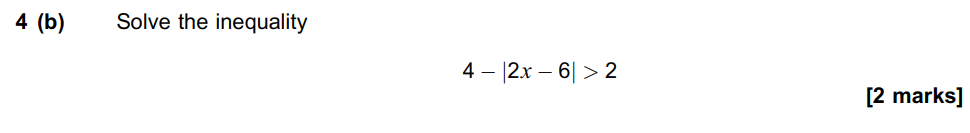 4 (b) Solve the inequality
4 – |2x – 6| > 2
[2 marks]